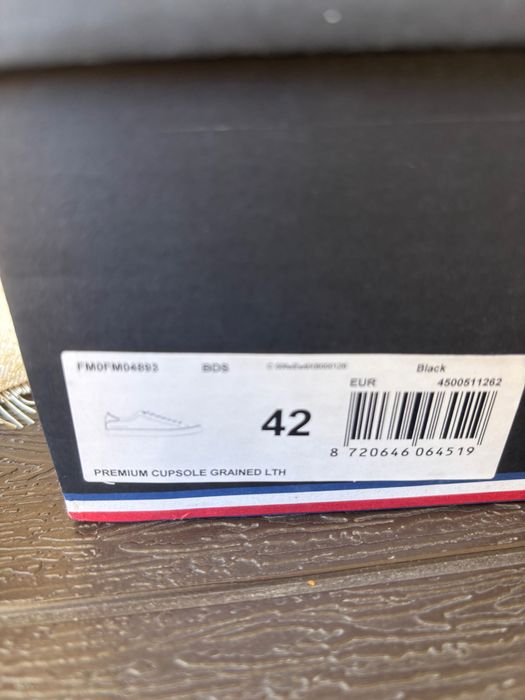 FM0FM04893 BDS Black
EUR 4500511262
42
8 720646 064519
PREMIUM CUPSOLE GRAINED LTH